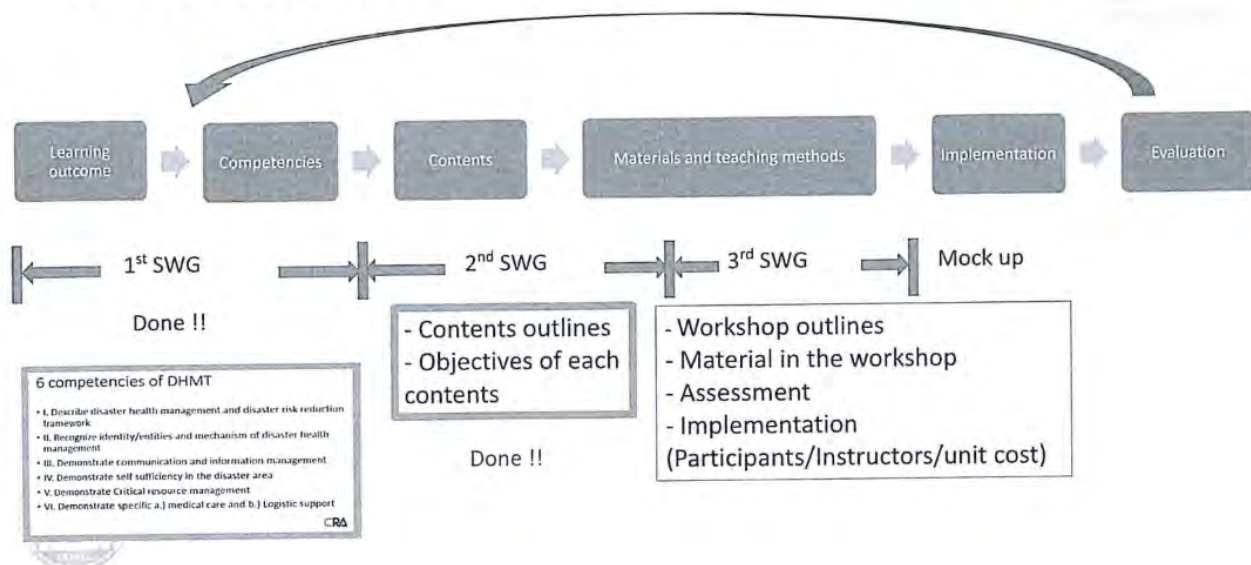 Learning
outcome
Competencies
Contents
Materials and teaching methods
Implementation
Evaluation
1st SWG
2nd SWG
3rd SWG
Mock up
Done !!
- Contents outlines
- Objectives of each
contents
Done !!
- Workshop outlines
- Material in the workshop
- Assessment
- Implementation
(Participants/Instructors/unit cost)
6 competencies of DHMT
• I. Describe disaster health management and disaster risk reduction
framework
• II. Recognize identity/entities and mechanism of disaster health
management
• III. Demonstrate communication and information management
• IV. Demonstrate self sufficiency in the disaster area
• V. Demonstrate Critical resource management
• VI. Demonstrate specific a.) medical care and b.) Logistic support
CRA